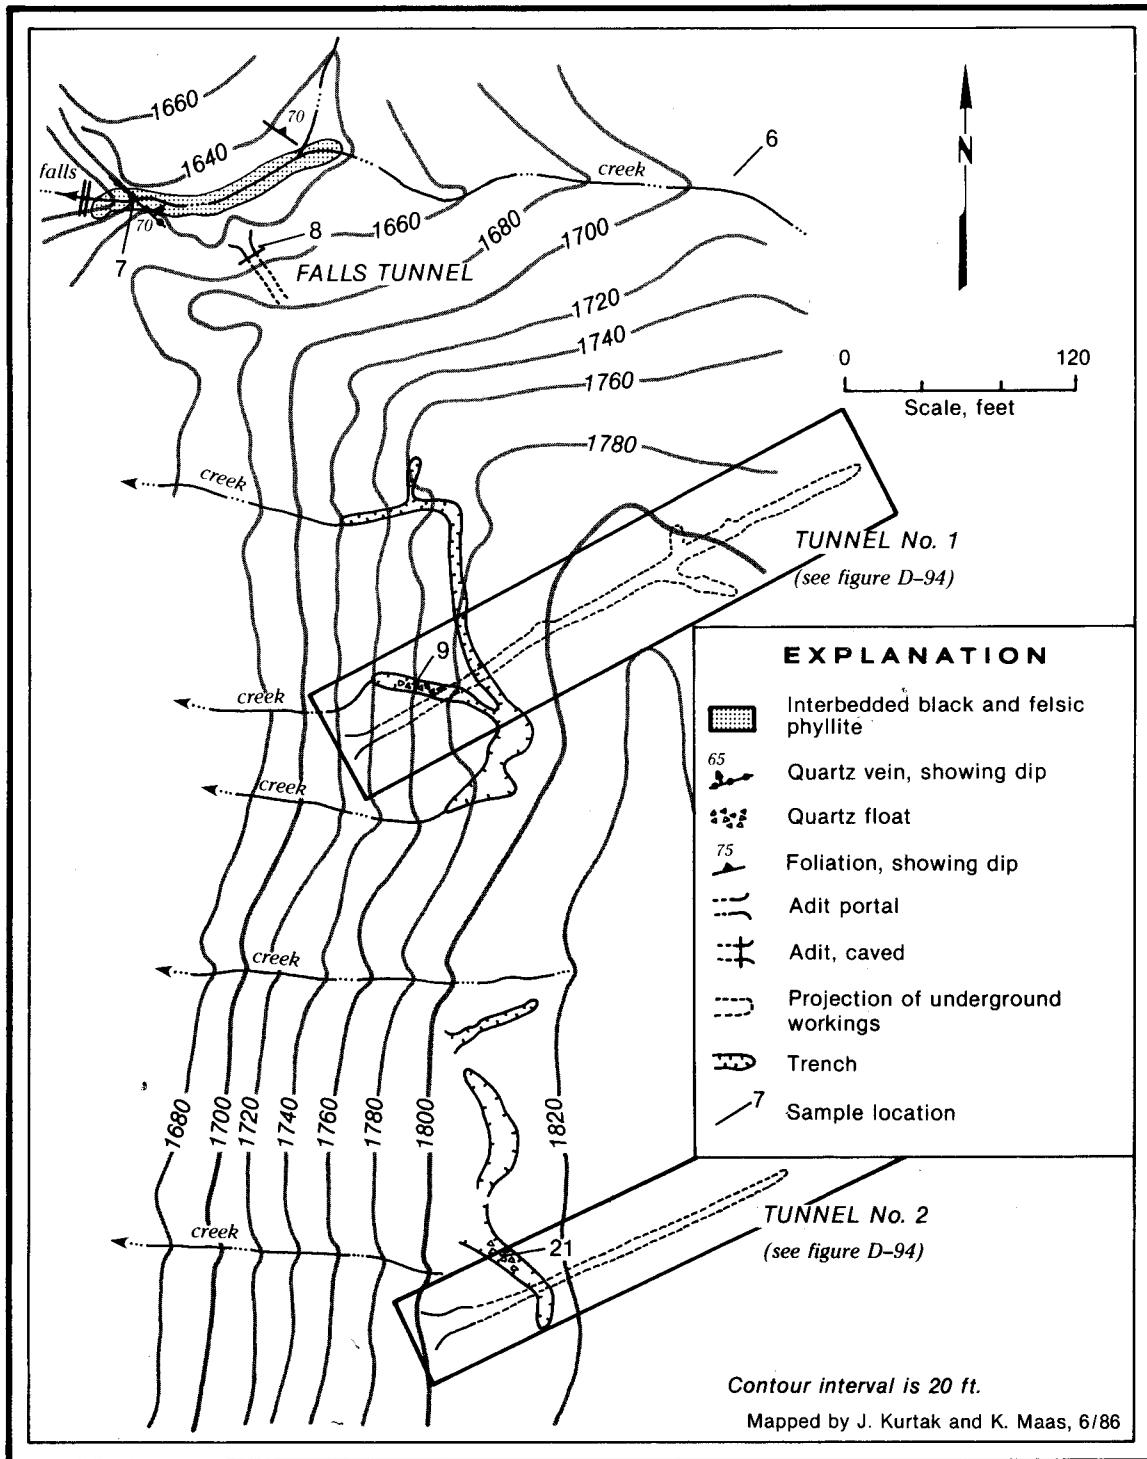 1660
70
1640
falls
creek
6
70
7
8
1660
1680
1700
FALLS TUNNEL
N
1720
1740
1760
0 120
Scale, feet
1780
creek
TUNNEL No. 1
(see figure D-94)
9
creek
creek
creek
EXPLANATION
Interbedded black and felsic
phyllite
65
Quartz vein, showing dip
Quartz float
75
Foliation, showing dip
Adit portal
Adit, caved
Projection of underground
workings
Trench
7
Sample location
1680
1700
1720
1740
1760
1780
1800
1820
creek
21
TUNNEL No. 2
(see figure D-94)
Contour interval is 20 ft.
Mapped by J. Kurtak and K. Maas, 6/86